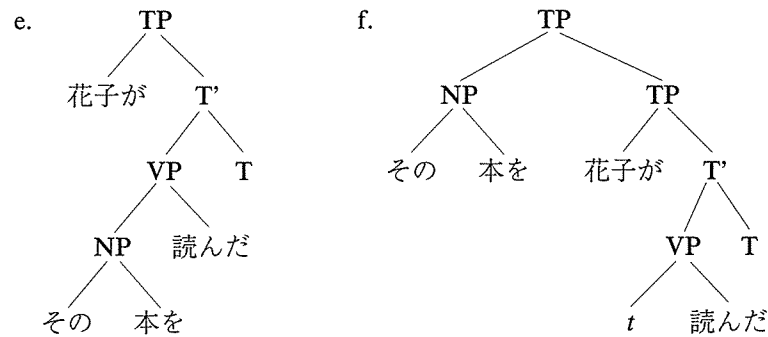 e. TP f. TP
花子が T' NP TP
VP T その 本を 花子が T'
NP 読んだ VP T
その 本を t 読んだ